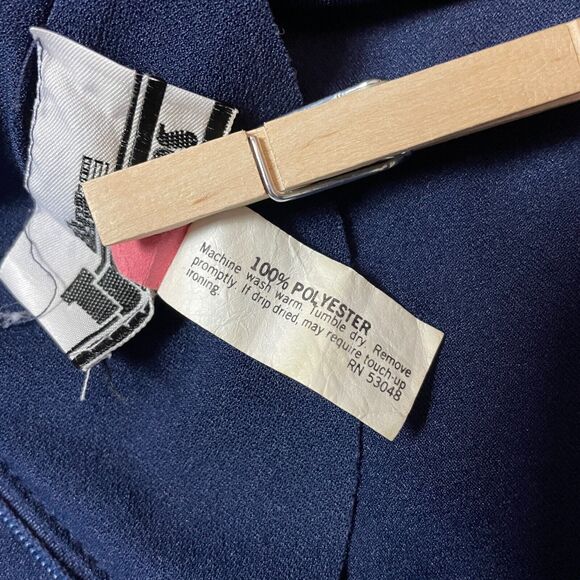 100% POLYESTER
Machine wash warm. Tumble dry. Remove
promptly. If drip dried, may require touch-up
ironing.
RN 53048